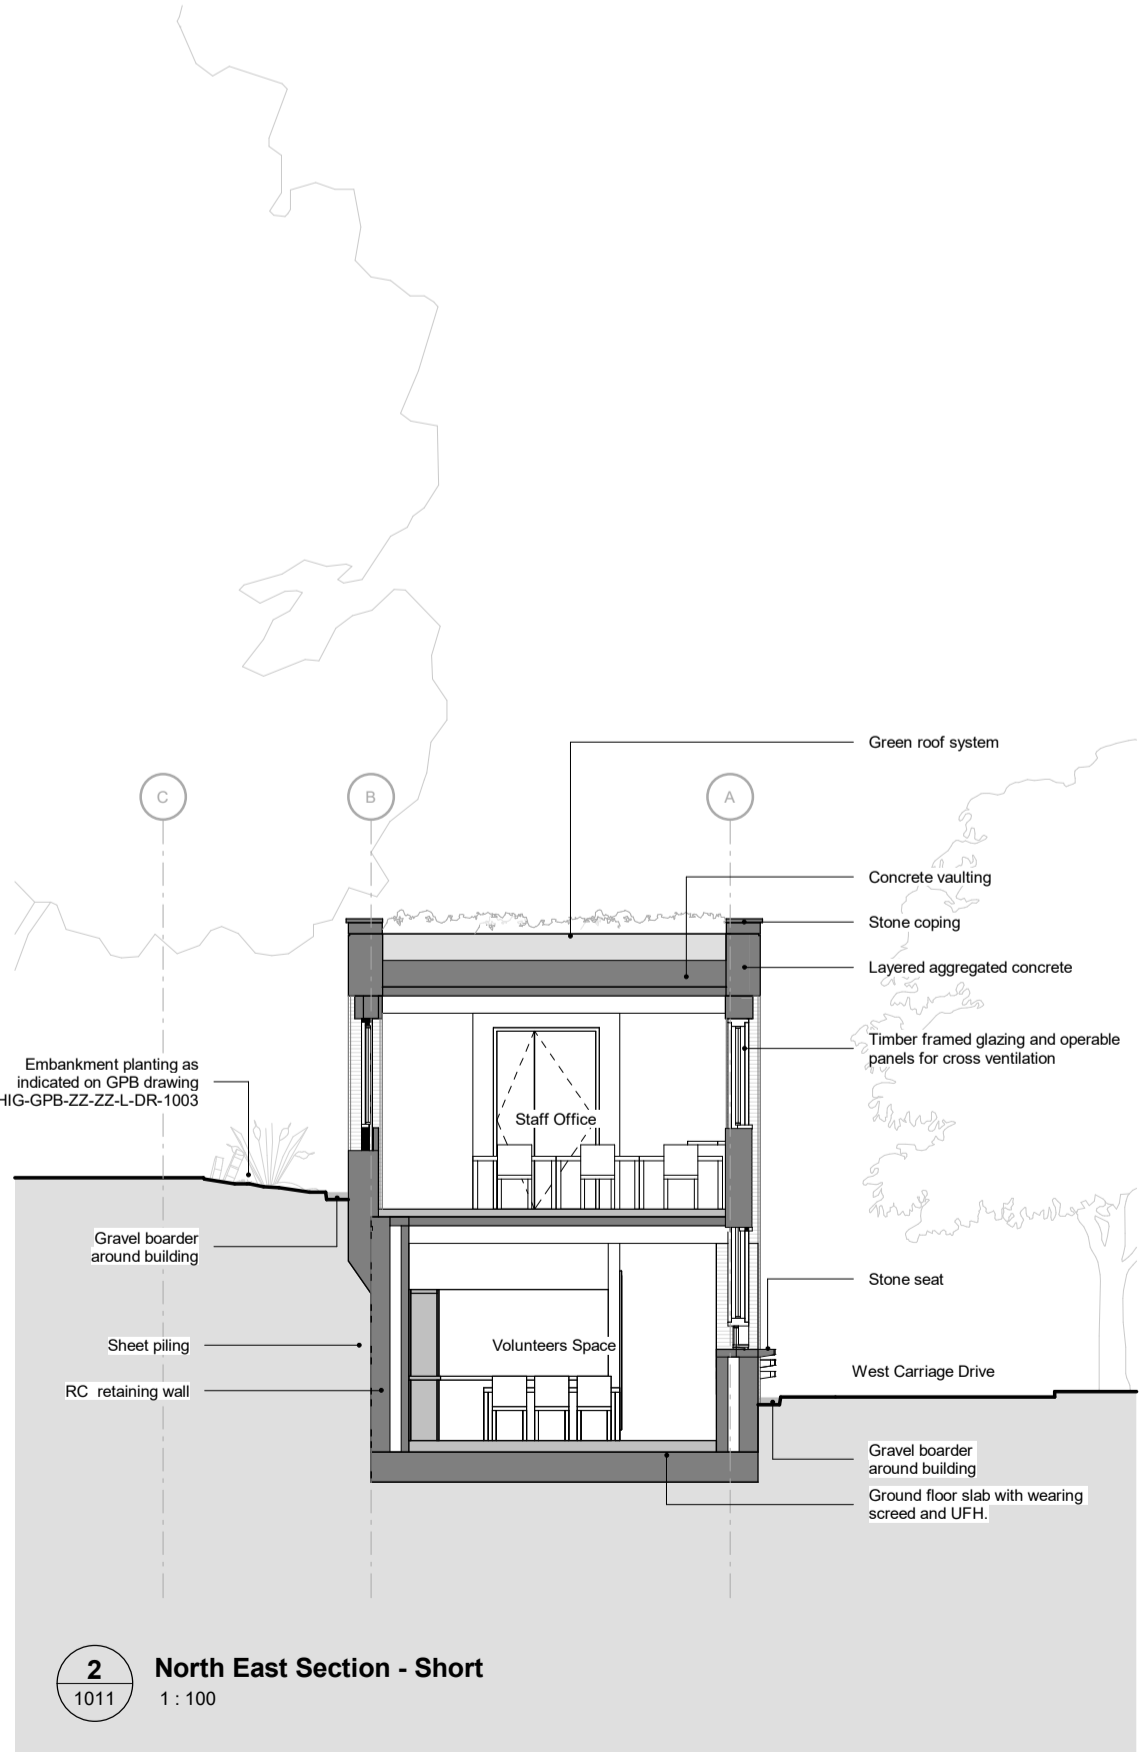 Green roof system
C
B
A
Concrete vaulting
Stone coping
Layered aggregated concrete
Timber framed glazing and operable
panels for cross ventilation
Embankment planting as
indicated on GPB drawing
HIG-GPB-ZZ-ZZ-L-DR-1003
Staff Office
Gravel boarder
around building
Stone seat
Sheet piling
Volunteers Space
West Carriage Drive
RC retaining wall
Gravel boarder
around building
Ground floor slab with wearing
screed and UFH.
2
1011
North East Section - Short
1 : 100